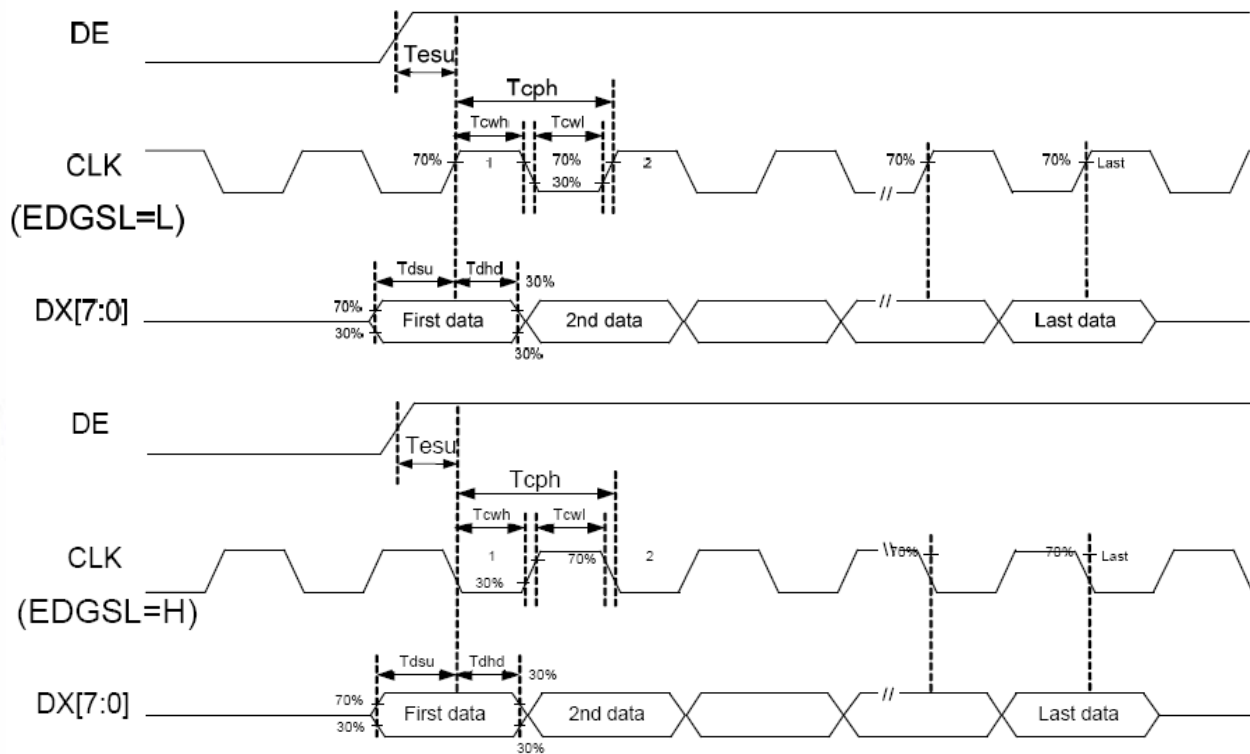 DE
Tesu
Tcph
Tcwh Tcwl
CLK 70% 1 70% 2 70% 70% Last
30%
(EDGSL=L)
//
Tdsu Tdhd 30%
DX[7:0] 70% First data 2nd data // Last data
30%
30%
DE
Tesu
Tcph
Tcwh Tcwl
CLK 1 70% 2 \\ 70% 70% Last
30%
(EDGSL=H)
Tdsu Tdhd 30%
DX[7:0] 70% First data 2nd data // Last data
30%
30%